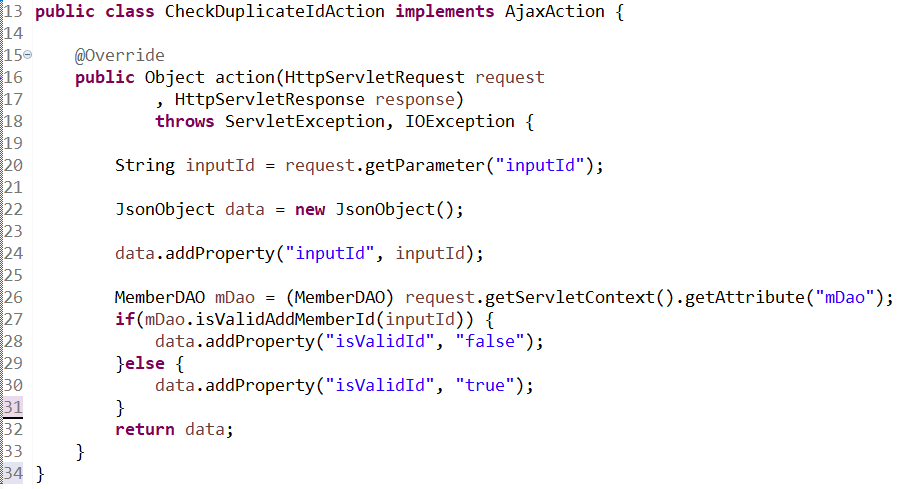 13 public class CheckDuplicateIdAction implements AjaxAction {
14
15 @Override
16 public Object action(HttpServletRequest request
17 , HttpServletResponse response)
18 throws ServletException, IOException {
19
20 String inputId = request.getParameter("inputId");
21
22 JsonObject data = new JsonObject();
23
24 data.addProperty("inputId", inputId);
25
26 MemberDAO mDao = (MemberDAO) request.getServletContext().getAttribute("mDao");
27 if(mDao.isValidAddMemberId(inputId)) {
28 data.addProperty("isValidId", "false");
29 }else {
30 data.addProperty("isValidId", "true");
31 }
32 return data;
33 }
34 }